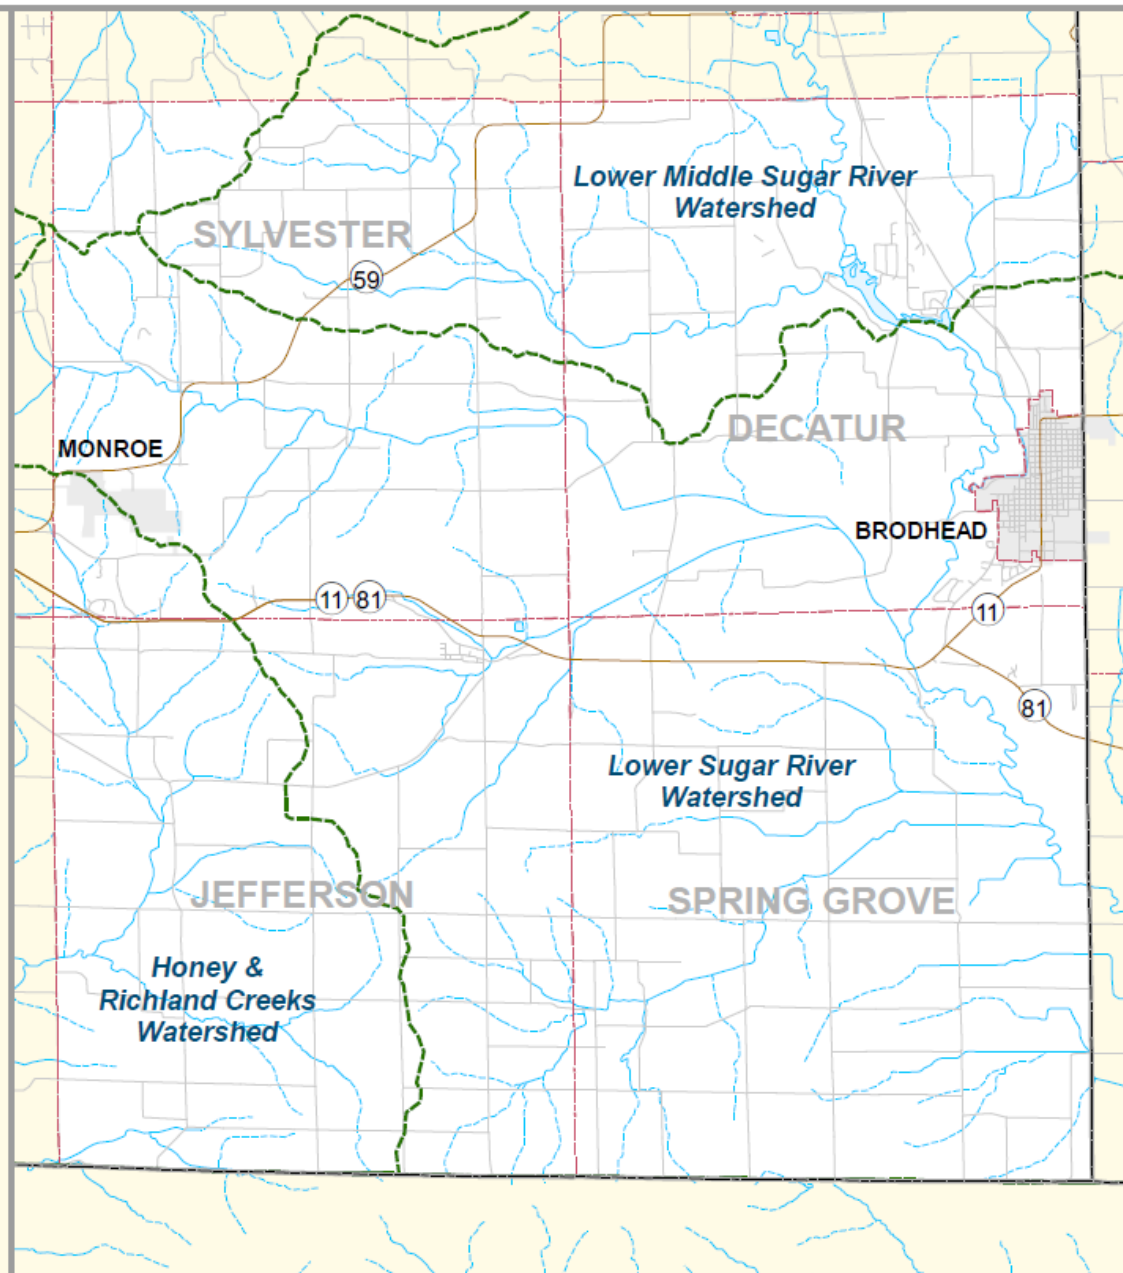 Lower Middle Sugar River
Watershed
SYLVESTER
59
DECATUR
MONROE
BRODHEAD
11 81
11
81
Lower Sugar River
Watershed
JEFFERSON
SPRING GROVE
Honey &
Richland Creeks
Watershed